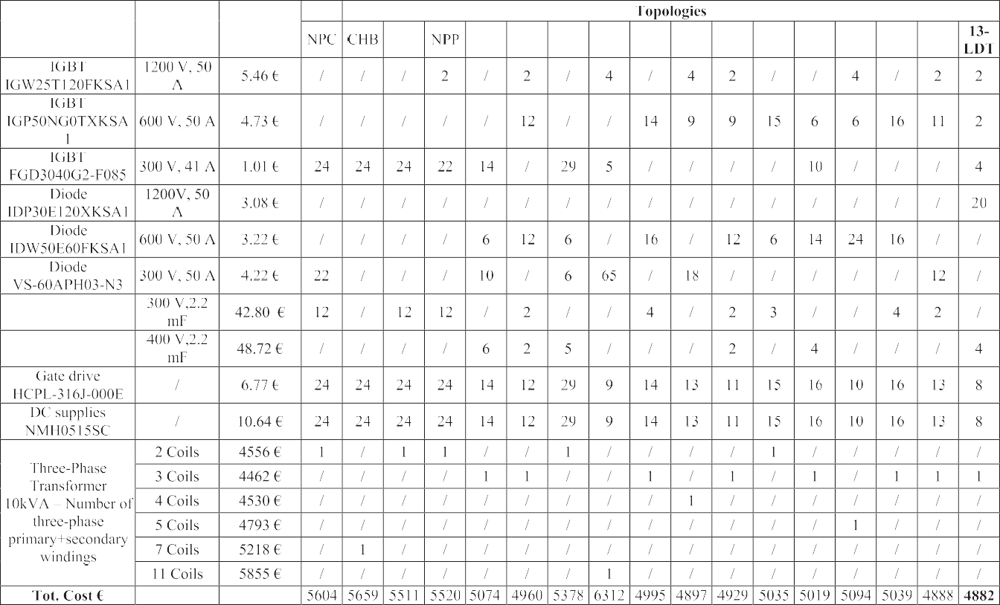 Topologies
NPC CHB NPP 13-LDT
IGBT IGW25T120FKSA1 1200 V, 50 A 5.46 € / / / 2 / 2 / 4 / 4 2 / / 4 / 2 2
IGBT IGP50NG0TXKSA1 600 V, 50 A 4.73 € / / / / / 12 / / 14 9 9 15 6 6 16 11 2
IGBT FGD3040G2-F085 300 V, 41 A 1.01 € 24 24 24 22 14 / 29 5 / / / / 10 / / / 4
Diode IDP30E120XKSA1 1200V, 50 A 3.08 € / / / / / / / / / / / / / / / / 20
Diode IDW50E60FKSA1 600 V, 50 A 3.22 € / / / / 6 12 6 / 16 / 12 6 14 24 16 / /
Diode VS-60APH03-N3 300 V, 50 A 4.22 € 22 / / / 10 / 6 65 / 18 / / / / / 12 /
300 V,2.2 mF 42.80 € 12 / 12 12 / 2 / / 4 / 2 3 / / 4 2 /
400 V,2.2 mF 48.72 € / / / / 6 2 5 / / / 2 / 4 / / / 4
Gate drive HCPL-316J-000E / 6.77 € 24 24 24 24 14 12 29 9 14 13 11 15 16 10 16 13 8
DC supplies NMH0515SC / 10.64 € 24 24 24 24 14 12 29 9 14 13 11 15 16 10 16 13 8
Three-Phase Transformer 10kVA – Number of three-phase primary+secondary windings
2 Coils 4556 € 1 / 1 1 / / 1 / / / / 1 / / / / /
3 Coils 4462 € / / / / 1 1 / / 1 / 1 / 1 / 1 1 1
4 Coils 4530 € / / / / / / / / / 1 / / / / / / /
5 Coils 4793 € / / / / / / / / / / / / / 1 / / /
7 Coils 5218 € / 1 / / / / / / / / / / / / / / /
11 Coils 5855 € / / / / / / / 1 / / / / / / / / /
Tot. Cost € 5604 5659 5511 5520 5074 4960 5378 6312 4995 4897 4929 5035 5019 5094 5039 4888 4882